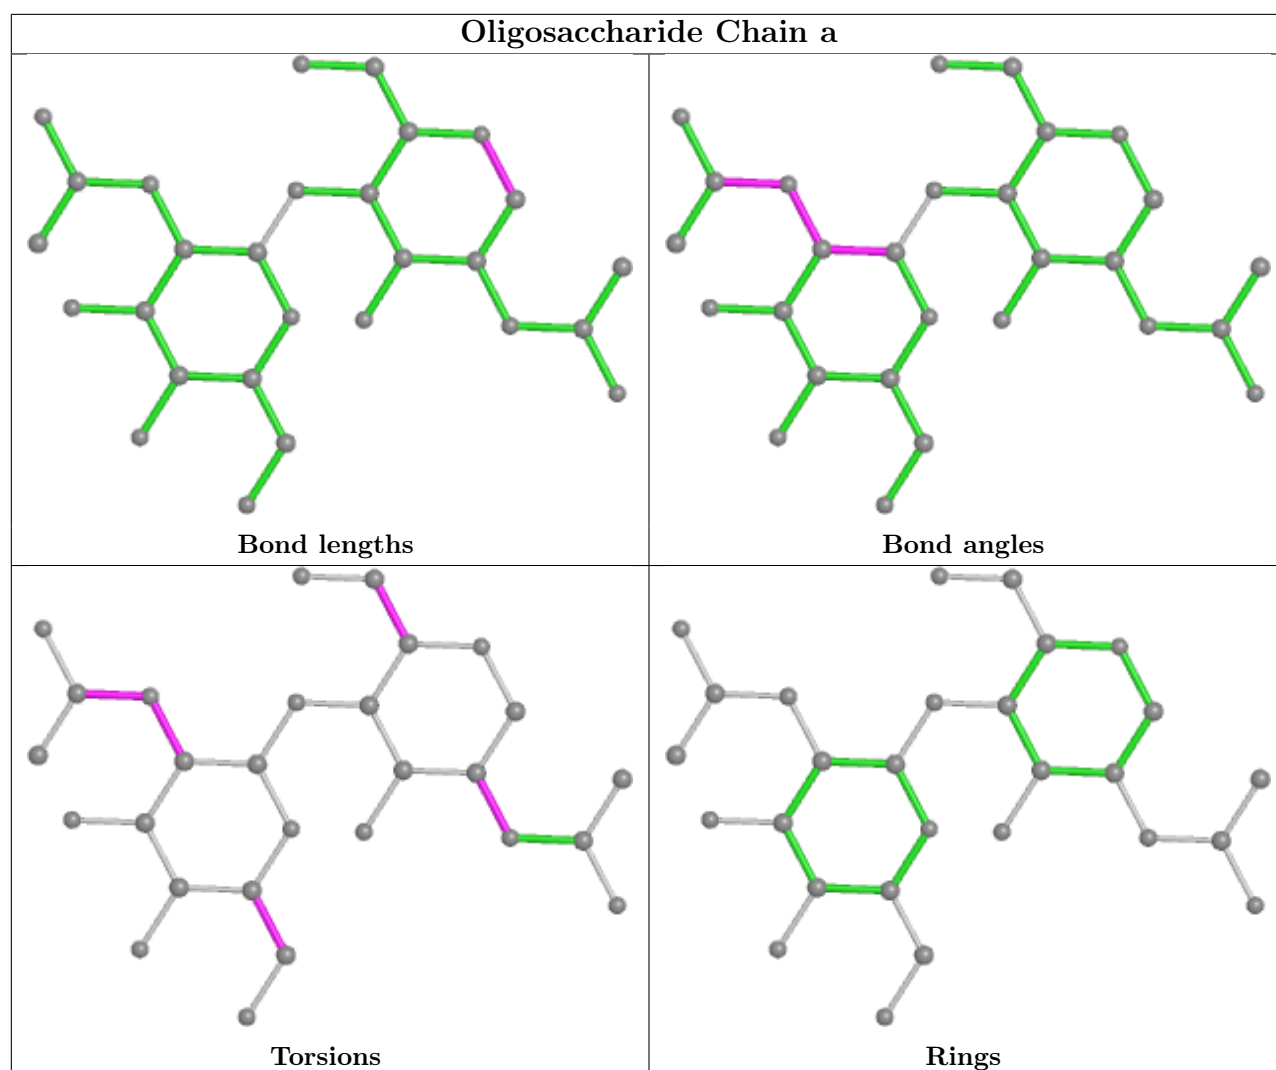 Oligosaccharide Chain a
Bond lengths
Bond angles
Torsions
Rings